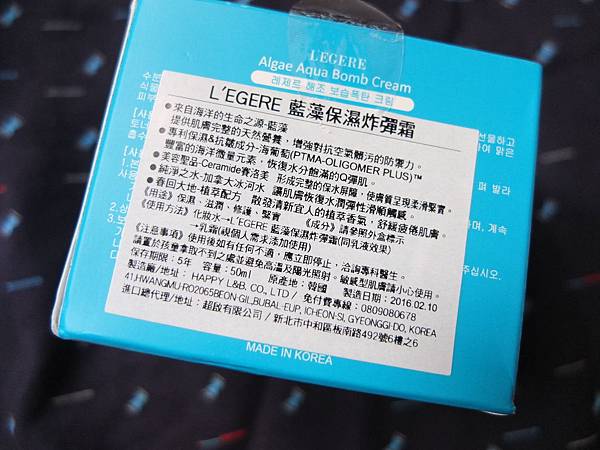 L'EGERE
Algae Aqua Bomb Cream
레제르 해조 보습폭탄 크림
L'EGERE 藍藻保濕炸彈霜
●來自海洋的生命之源-藍藻
提供肌膚完整的天然營養，增強對抗空氣髒污的防禦力。
●專利保濕&抗皺成分-海葡萄(PTMA-OLIGOMER PLUS)™
豐富的海洋微量元素，恢復水分飽滿的Q彈肌。
●美容聖品-Ceramide賽洛美 形成完整的保水屏障，使膚質呈現柔滑緊實。
●純淨之水-加拿大冰河水 讓肌膚恢復水潤彈性滑順觸感。
●春回大地-植萃配方 散發清新宜人的植萃香氣，舒緩疲倦肌膚。
《用途》保濕、滋潤、修護、緊實 《成分》請參照外盒標示
《使用方法》化妝水→L'EGERE 藍藻保濕炸彈霜(同乳液效果)
→乳霜(視個人需求添加使用)
《注意事項》使用後如有任何不適，應立即停止，洽詢專科醫生。
請置於孩童拿取不到之處並避免高溫及陽光照射。敏感型肌膚請小心使用。
保存期限：5年 容量：50ml 原產地：韓國 製造日期：2016.02.10
製造廠/地址：HAPPY L&B. CO., LTD / 免付費專線：0809080678
41,HWANGMU-RO2065BEON-GIL,BUBAL-EUP, ICHEON-SI, GYEONGGI-DO, KOREA
進口總代理/地址：超啟有限公司 / 新北市中和區板南路492號6樓之6
MADE IN KOREA